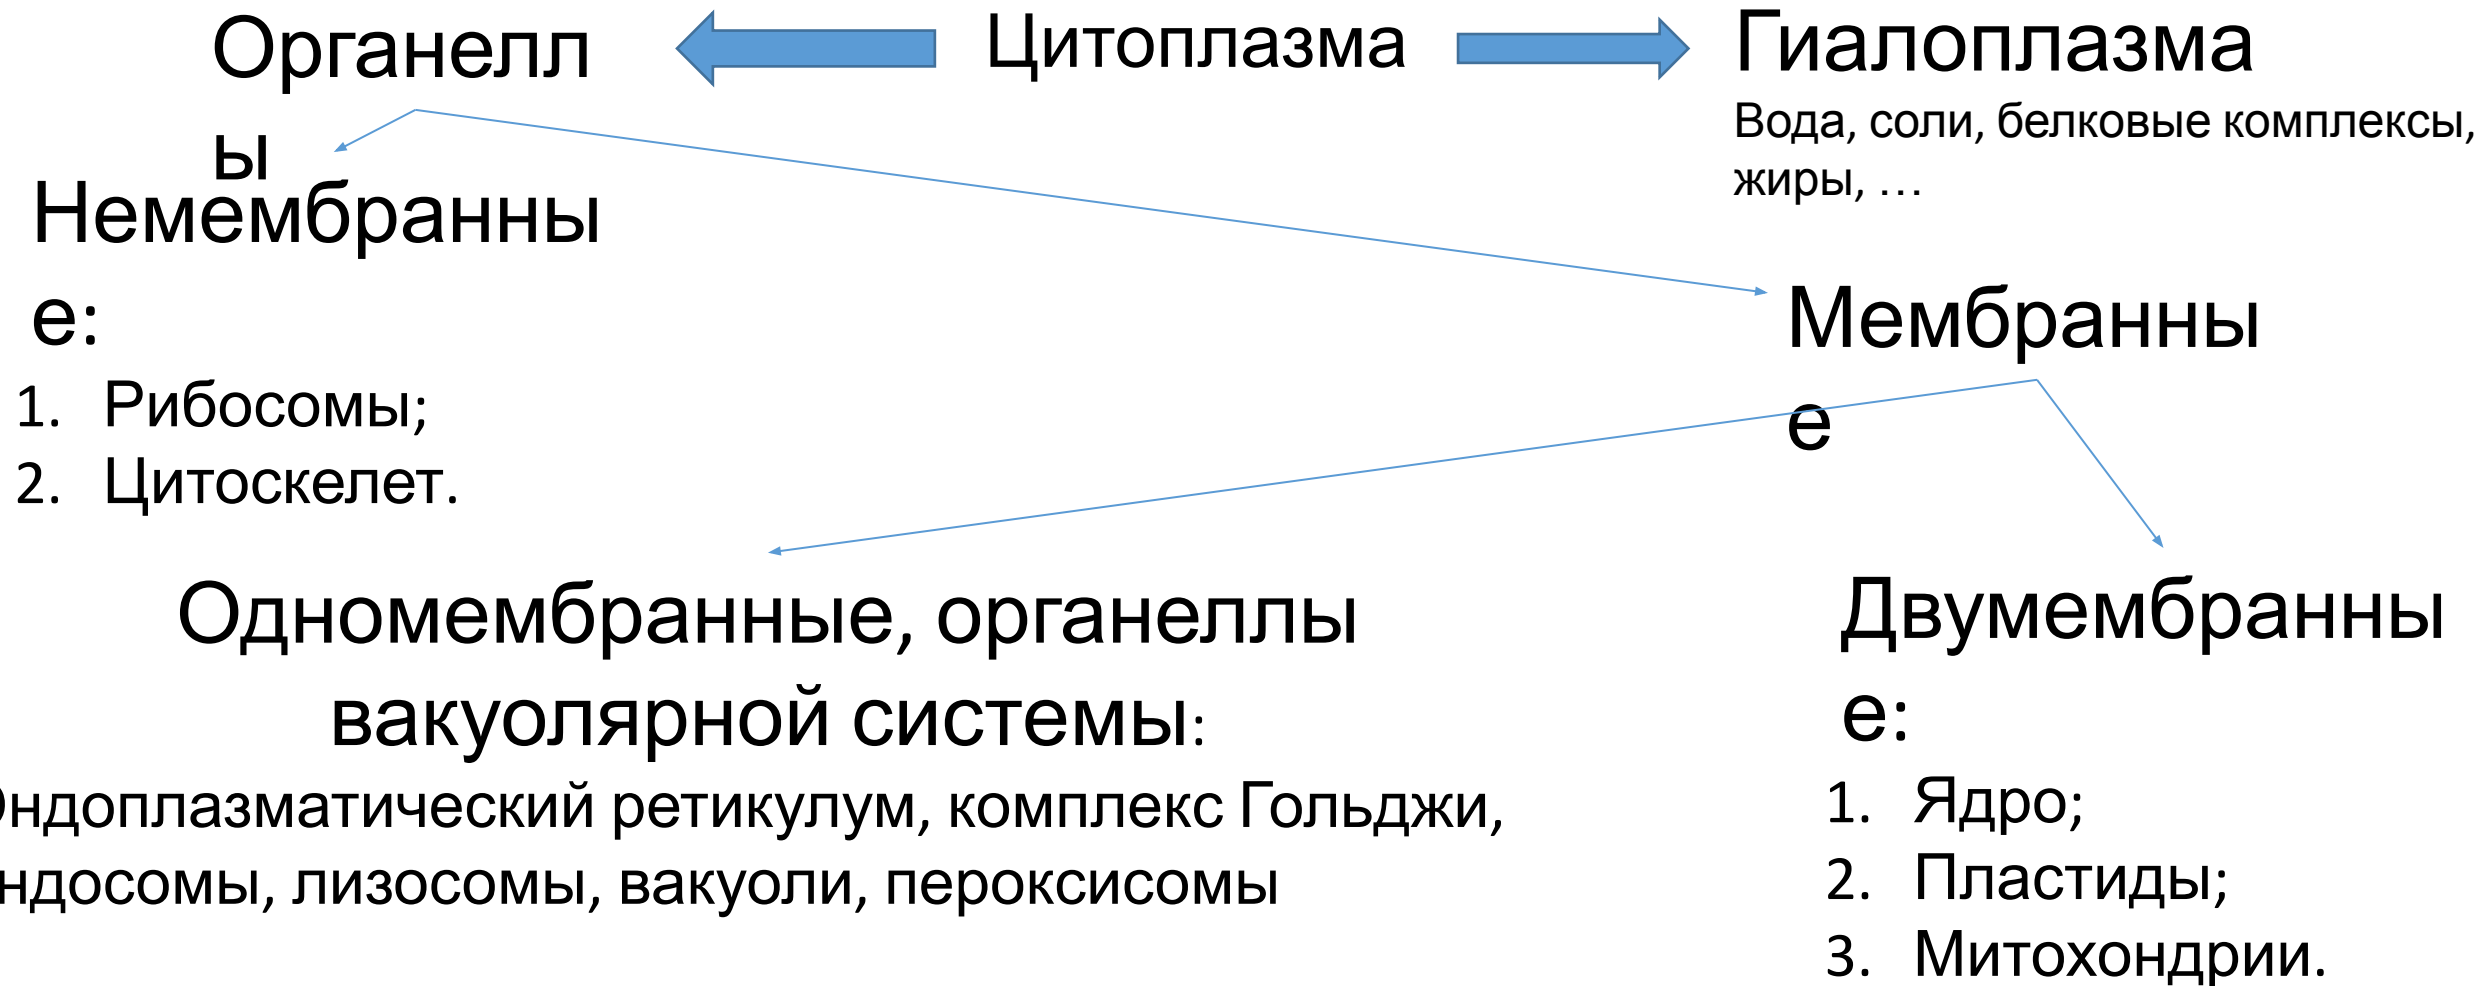 Органелл
ы
Цитоплазма
Гиалоплазма
Вода, соли, белковые комплексы,
жиры, …
Немембранны
е:
1. Рибосомы;
2. Цитоскелет.
Мембранны
е
Одномембранные, органеллы
вакуолярной системы:
Эндоплазматический ретикулум, комплекс Гольджи,
ндосомы, лизосомы, вакуоли, пероксисомы
Двумембранны
е:
1. Ядро;
2. Пластиды;
3. Митохондрии.